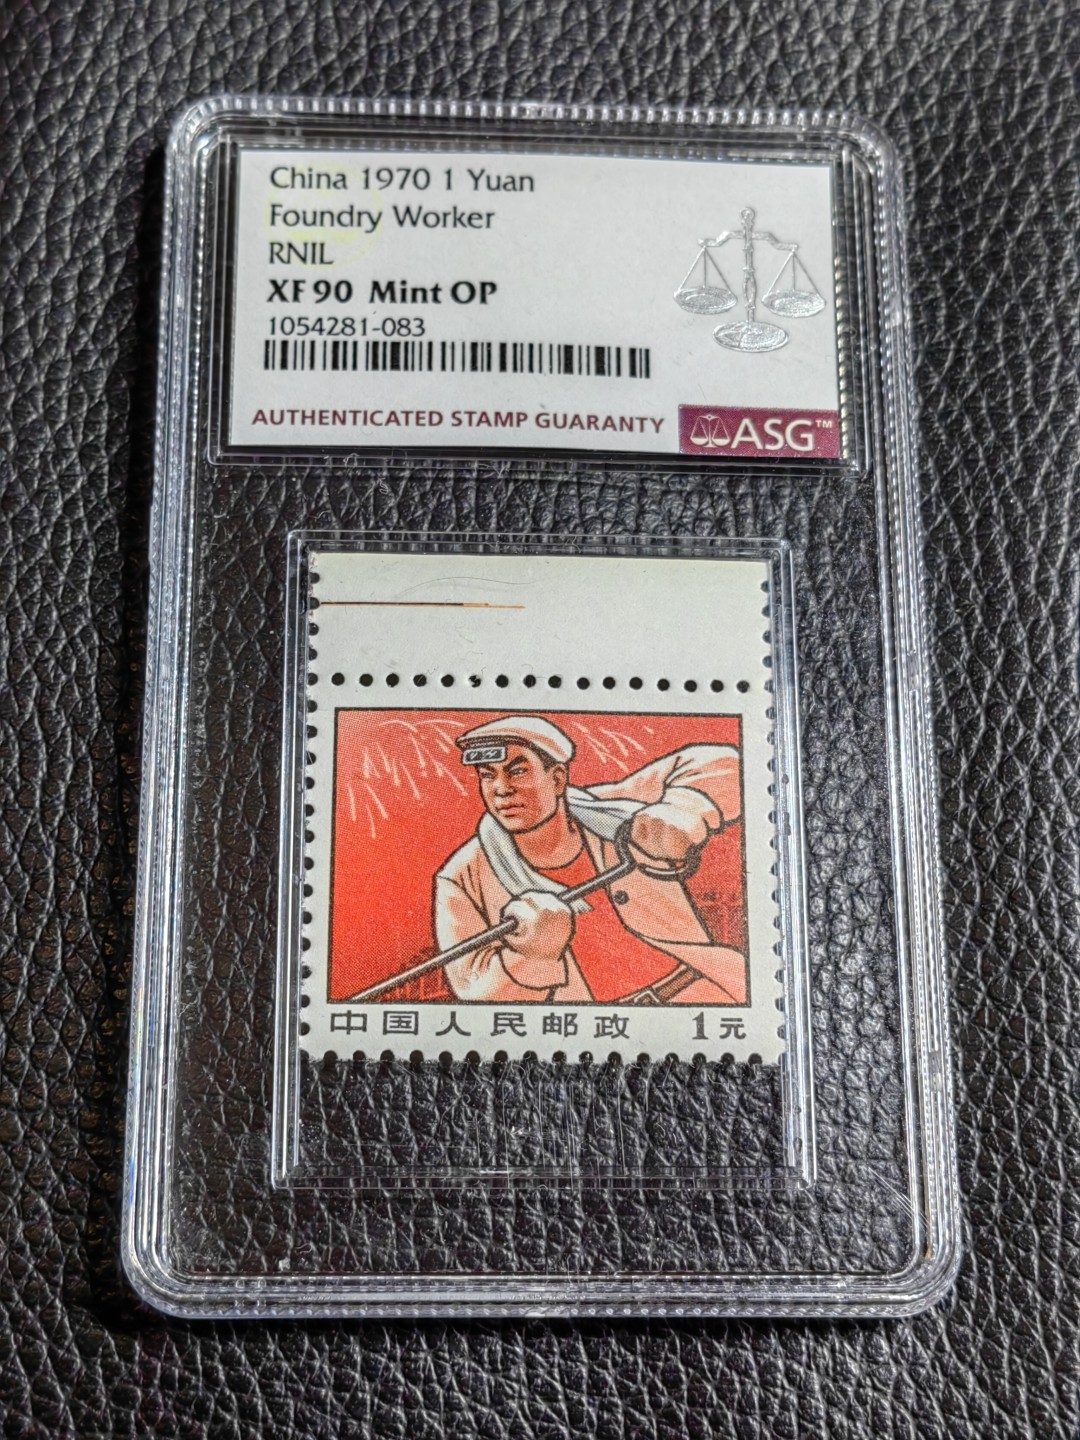 China 1970 1 Yuan
Foundry Worker
RNIL
XF 90 Mint OP
1054281-083
AUTHENTICATED STAMP GUARANTY
ASG™
中国人民邮政 1元